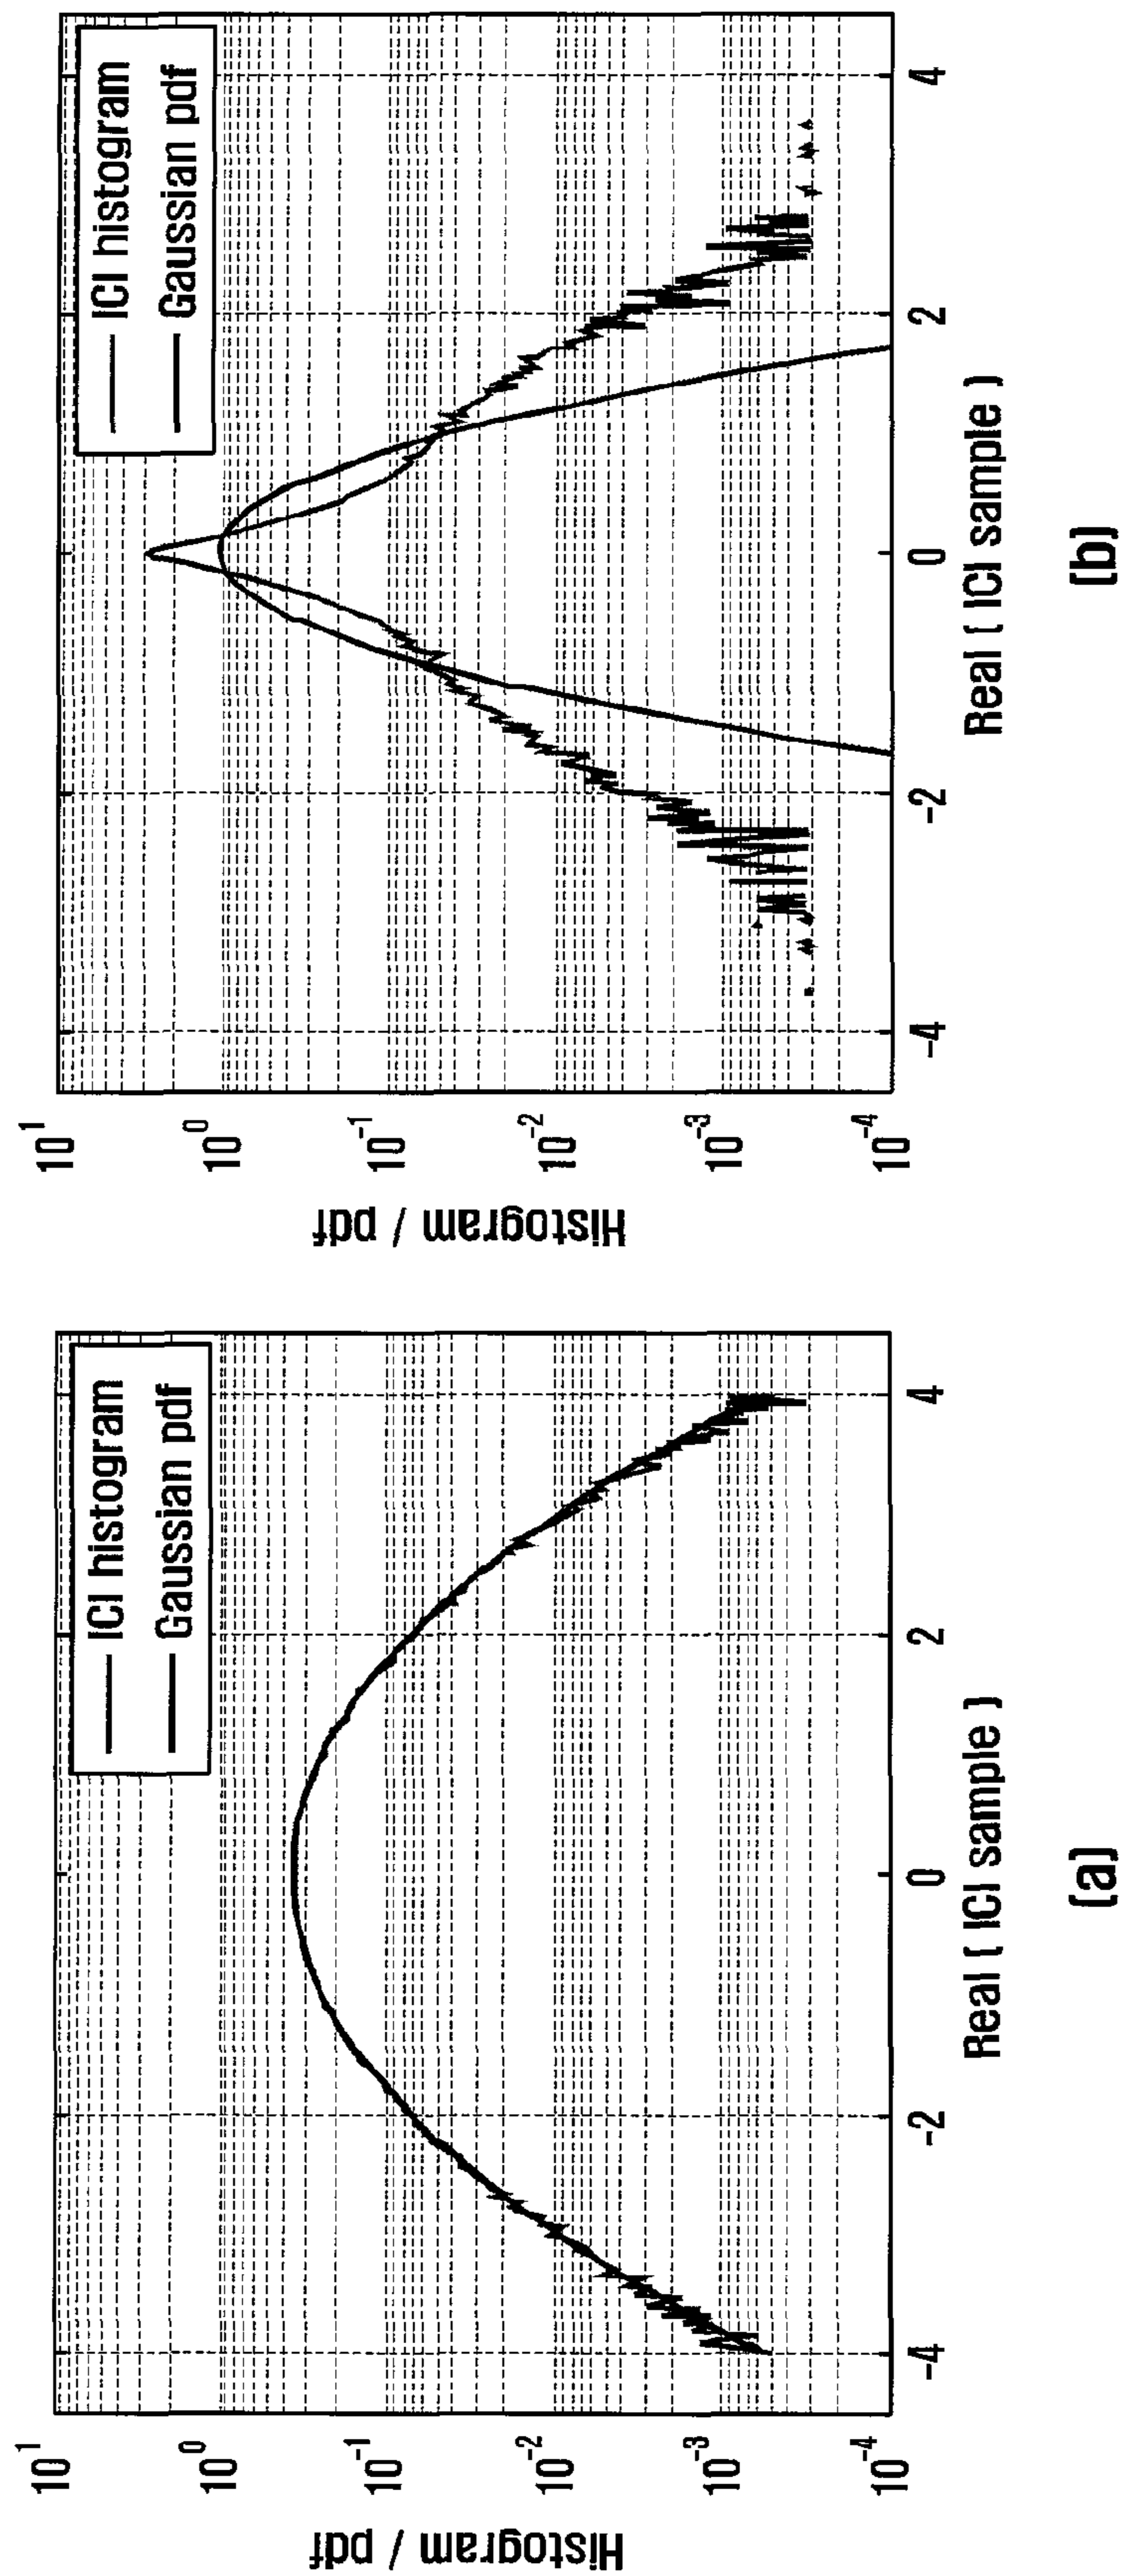 Histogram / pdf
10^1
10^0
10^-1
10^-2
10^-3
10^-4
ICI histogram
Gaussian pdf
-4
-2
0
2
4
Real ( ICI sample )
(a)
Histogram / pdf
10^1
10^0
10^-1
10^-2
10^-3
10^-4
ICI histogram
Gaussian pdf
-4
-2
0
2
4
Real ( ICI sample )
(b)